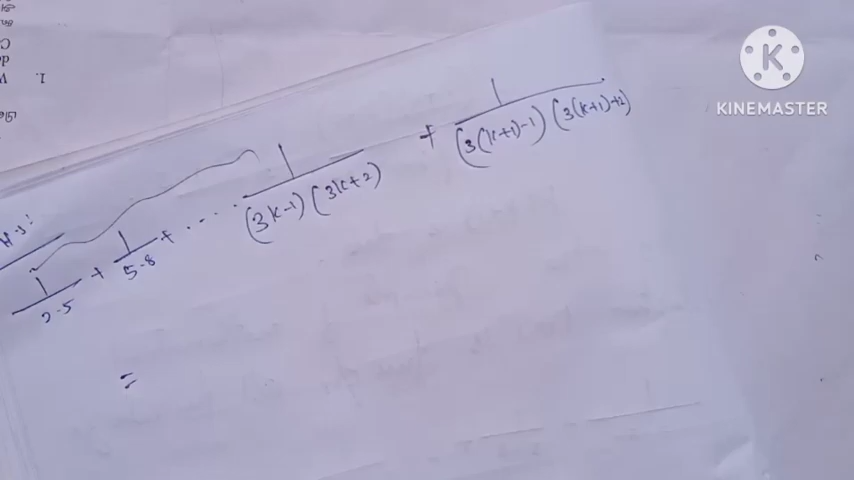 1.
KINEMASTER
1/(2·5) + 1/(5·8) + ..... 1/((3k-1)(3k+2)) + 1/((3(k+1)-1)(3(k+1)+2))
=